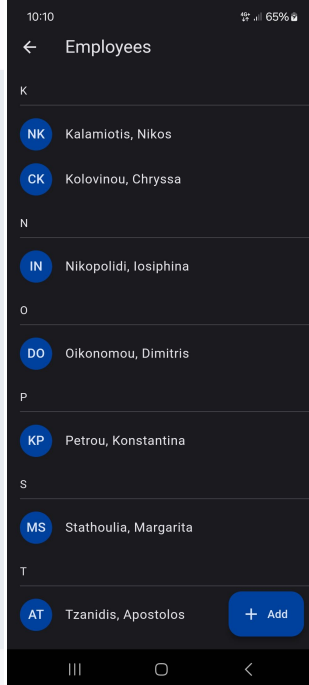 10:10
4G+ 65%
Employees
K
NK Kalamiotis, Nikos
CK Kolovinou, Chryssa
N
IN Nikopolidi, Iosiphina
O
DO Oikonomou, Dimitris
P
KP Petrou, Konstantina
S
MS Stathoulia, Margarita
T
AT Tzanidis, Apostolos
+ Add